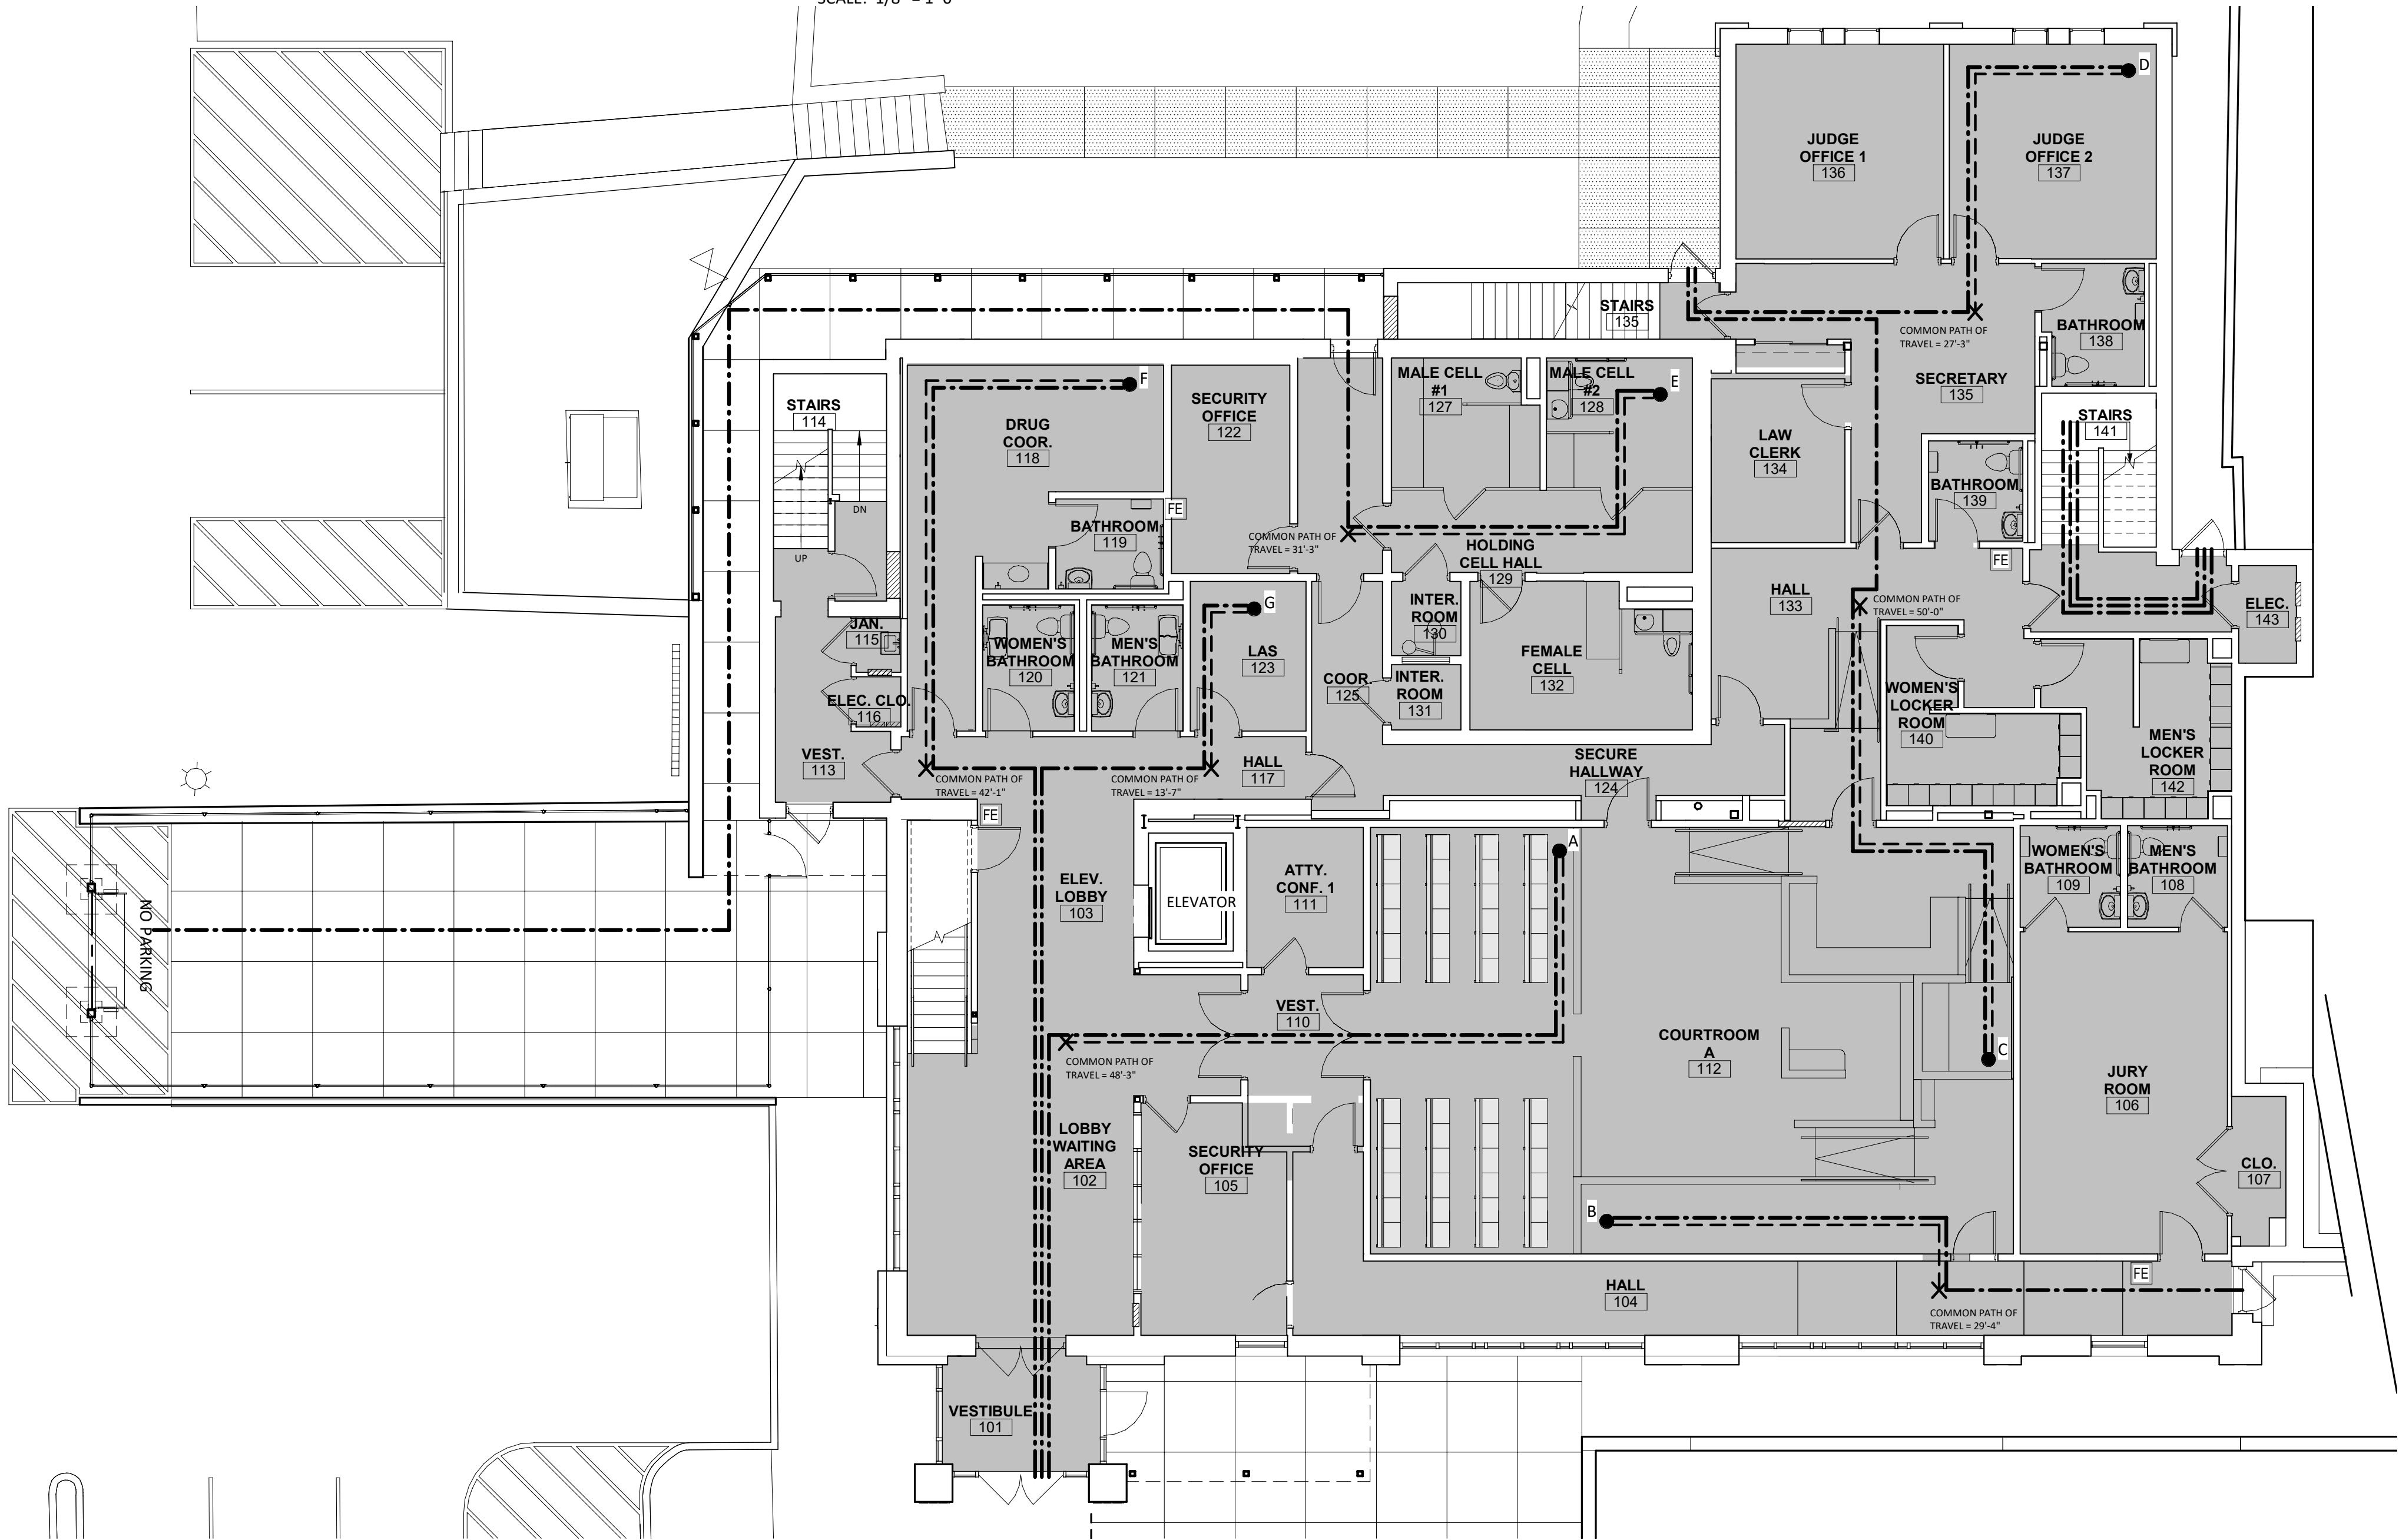 SCALE: 1/8" = 1'-0"
D
JUDGE
OFFICE 1
136
JUDGE
OFFICE 2
137
STAIRS
135
COMMON PATH OF
TRAVEL = 27'-3"
BATHROOM
138
F
MALE CELL
#1
127
MALE CELL
#2
128
E
SECRETARY
135
STAIRS
114
SECURITY
OFFICE
122
DRUG
COOR.
118
LAW
CLERK
134
STAIRS
141
DN
UP
FE
BATHROOM
119
COMMON PATH OF
TRAVEL = 31'-3"
HOLDING
CELL HALL
129
BATHROOM
139
FE
HALL
133
COMMON PATH OF
TRAVEL = 50'-0"
ELEC.
143
G
JAN.
115
WOMEN'S
BATHROOM
120
MEN'S
BATHROOM
121
LAS
123
INTER.
ROOM
130
COOR.
125
INTER.
ROOM
131
FEMALE
CELL
132
ELEC. CLO.
116
WOMEN'S
LOCKER
ROOM
140
MEN'S
LOCKER
ROOM
142
VEST.
113
COMMON PATH OF
TRAVEL = 42'-1"
COMMON PATH OF
TRAVEL = 13'-7"
HALL
117
SECURE
HALLWAY
124
FE
A
ELEV.
LOBBY
103
ELEVATOR
ATTY.
CONF. 1
111
WOMEN'S
BATHROOM
109
MEN'S
BATHROOM
108
NO PARKING
VEST.
110
COMMON PATH OF
TRAVEL = 48'-3"
COURTROOM
A
112
C
JURY
ROOM
106
LOBBY
WAITING
AREA
102
SECURITY
OFFICE
105
CLO.
107
B
HALL
104
FE
COMMON PATH OF
TRAVEL = 29'-4"
VESTIBULE
101